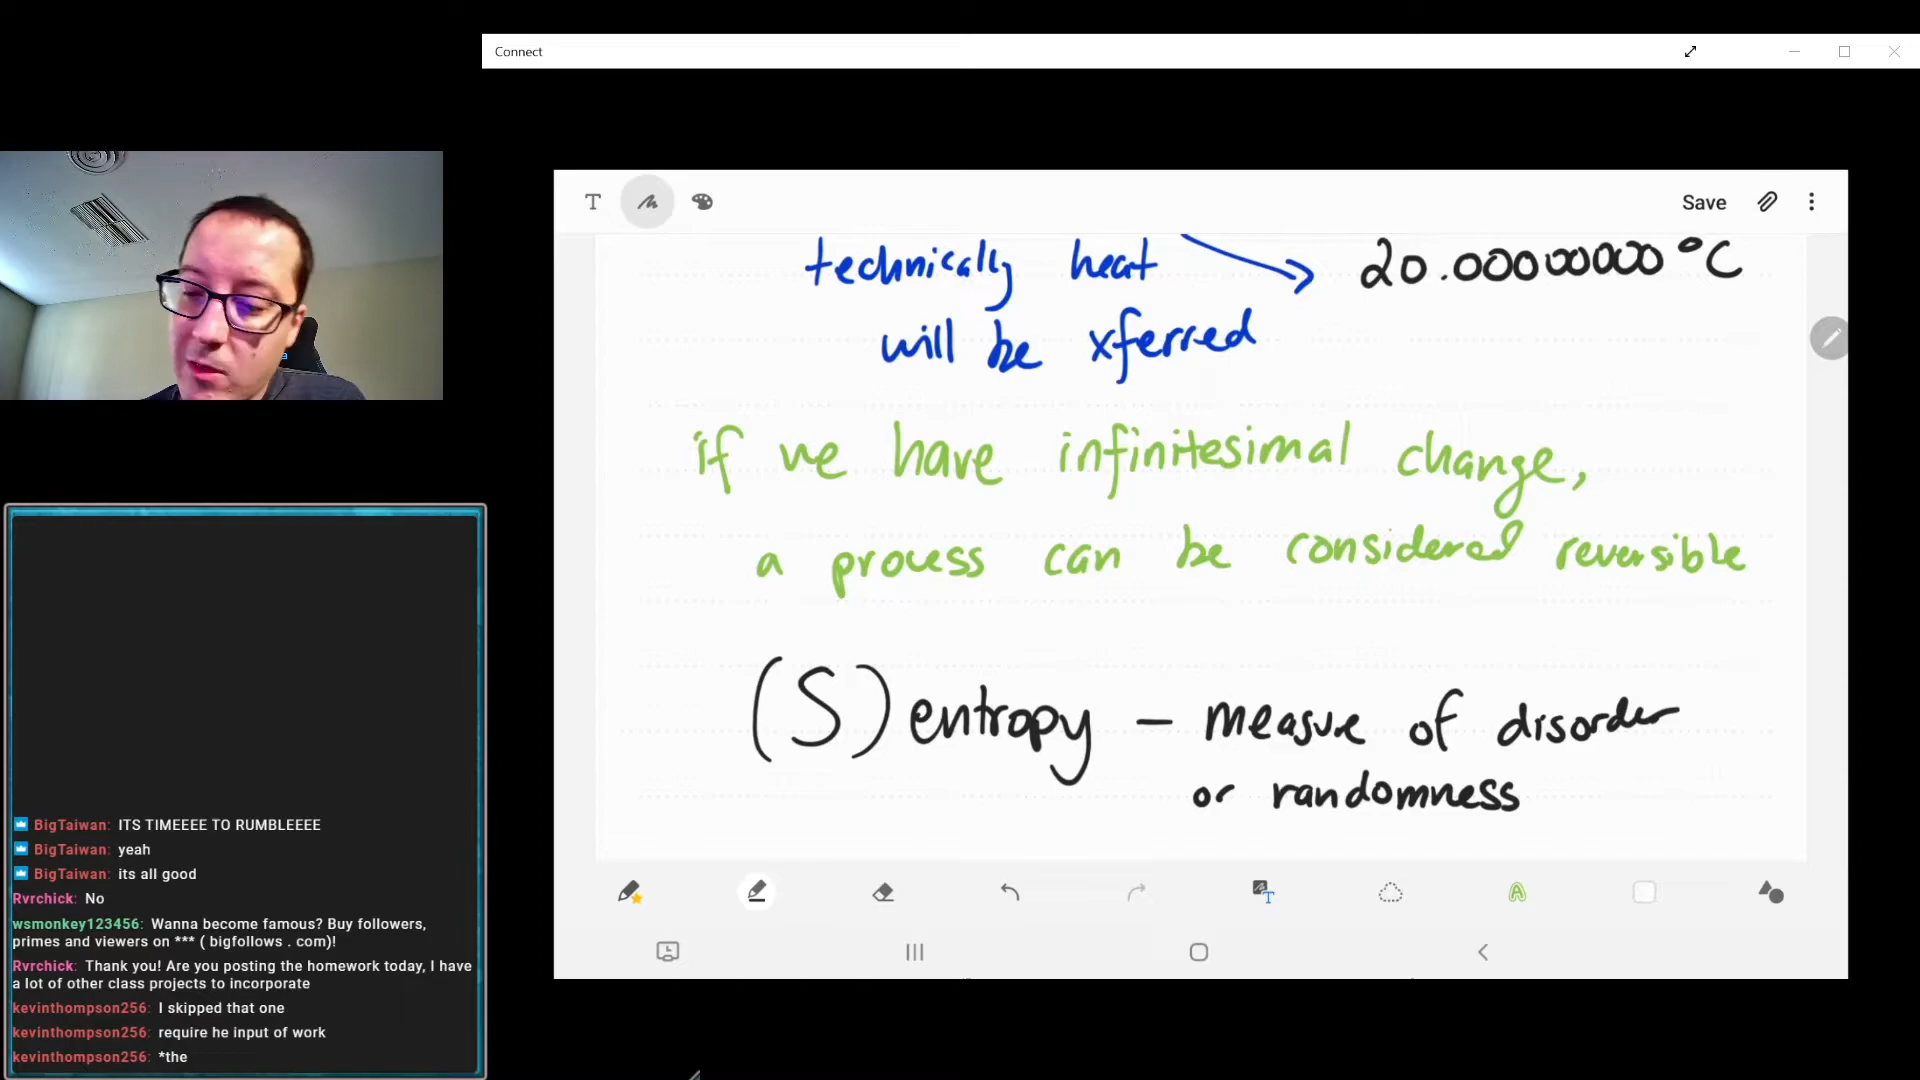 Connect
T
Save
technically heat
20.00000000 °C
will be xferred
if we have infinitesimal change,
a process can be considered reversible
(S) entropy – measure of disorder
or randomness
BigTaiwan: ITS TIMEEEE TO RUMBLEEEE
BigTaiwan: yeah
BigTaiwan: its all good
Rvrchick: No
wsmonkey123456: Wanna become famous? Buy followers,
primes and viewers on *** ( bigfollows . com)!
Rvrchick: Thank you! Are you posting the homework today, I have
a lot of other class projects to incorporate
kevinthompson256: I skipped that one
kevinthompson256: require he input of work
kevinthompson256: *the